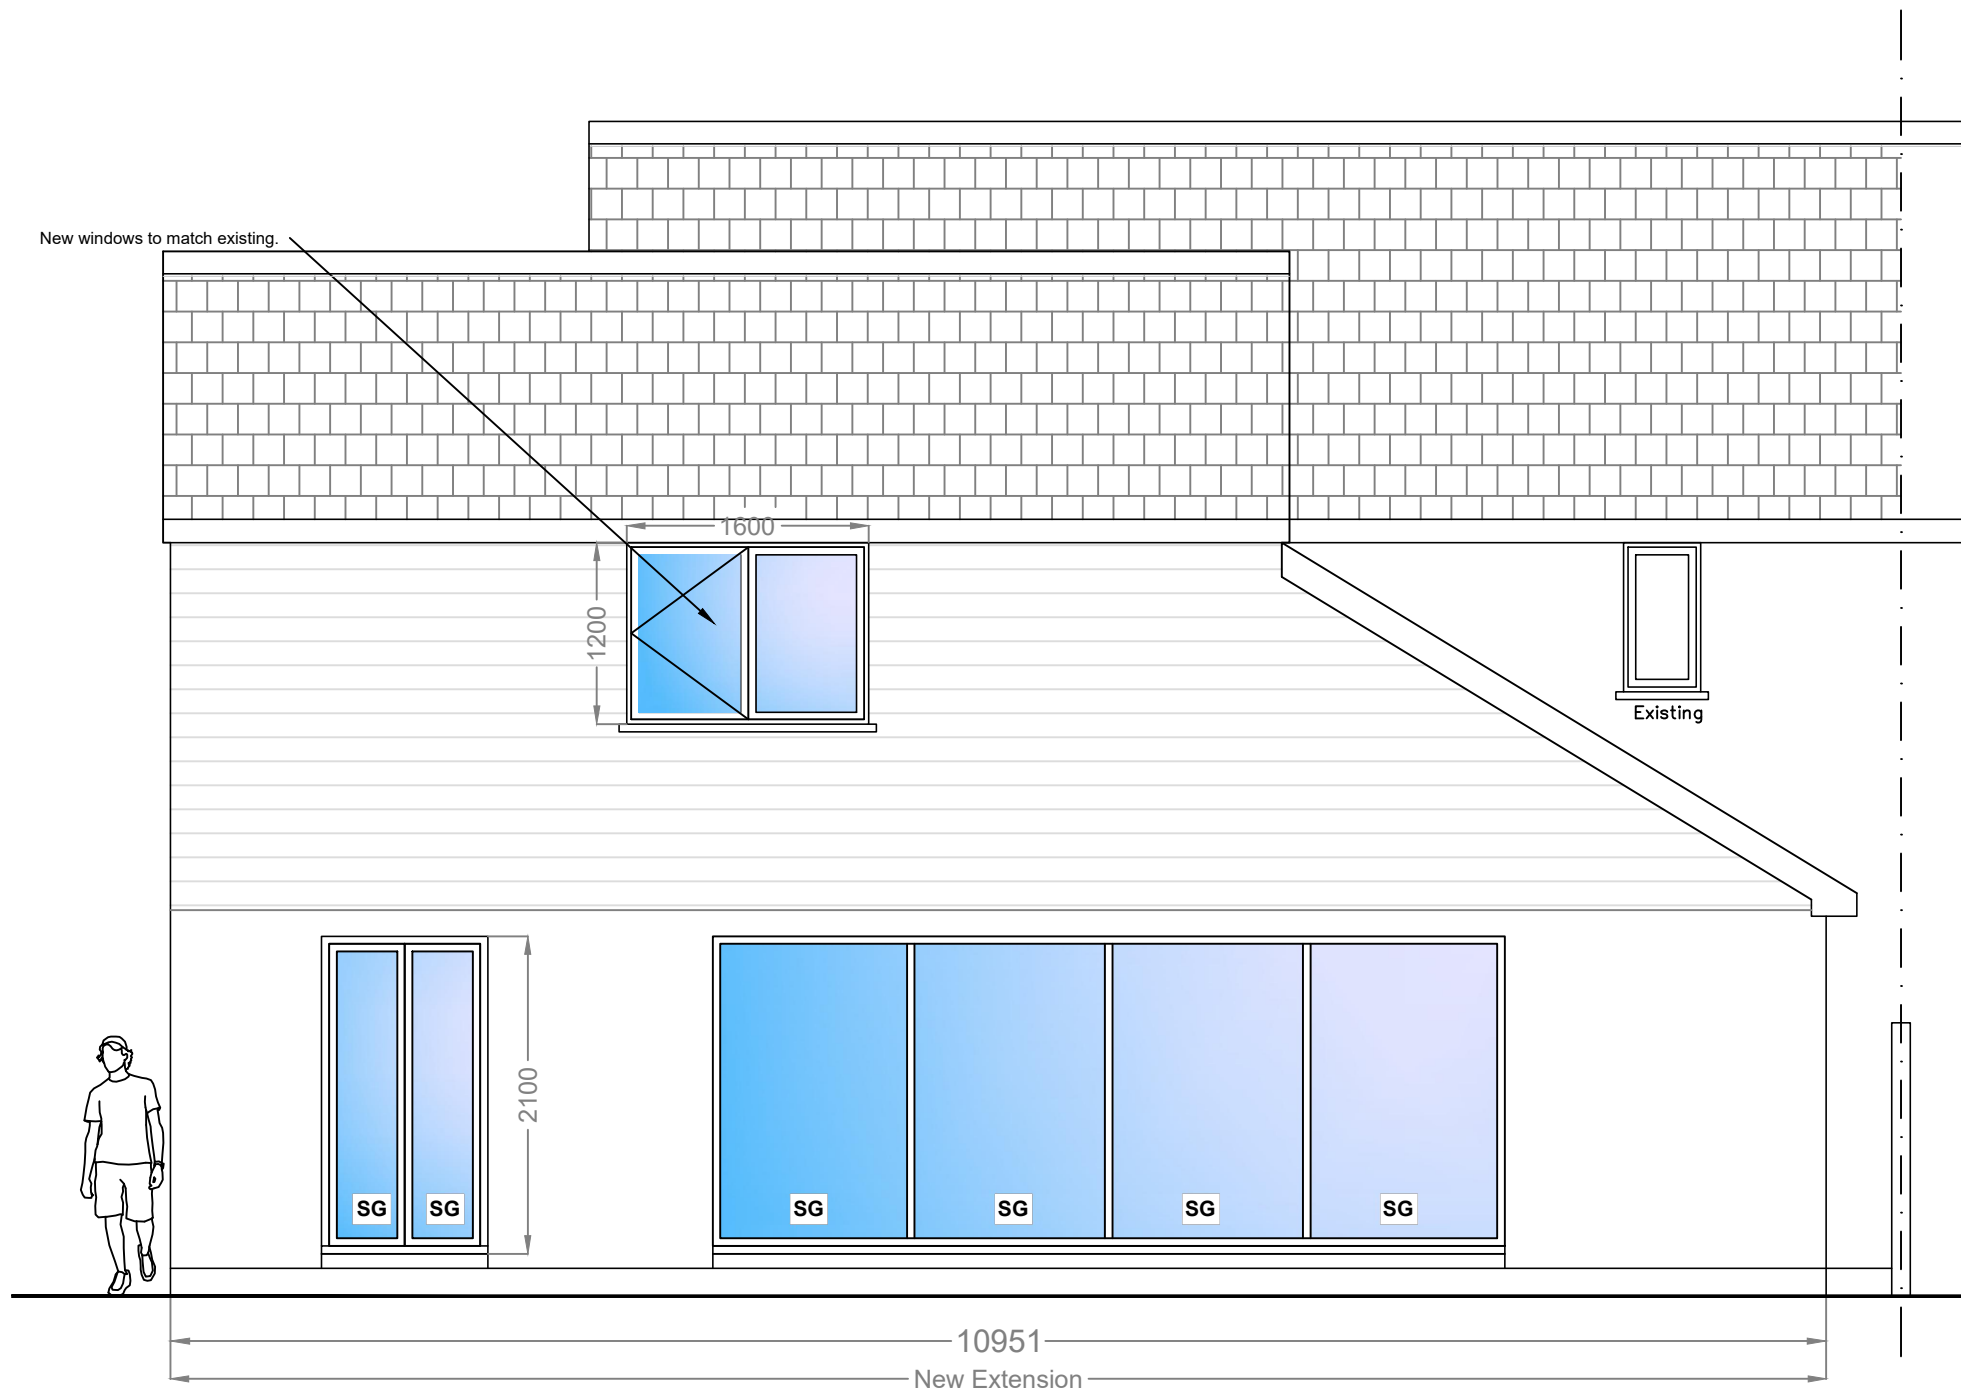 New windows to match existing.
1600
1200
Existing
2100
SG
SG
SG
SG
SG
SG
10951
New Extension